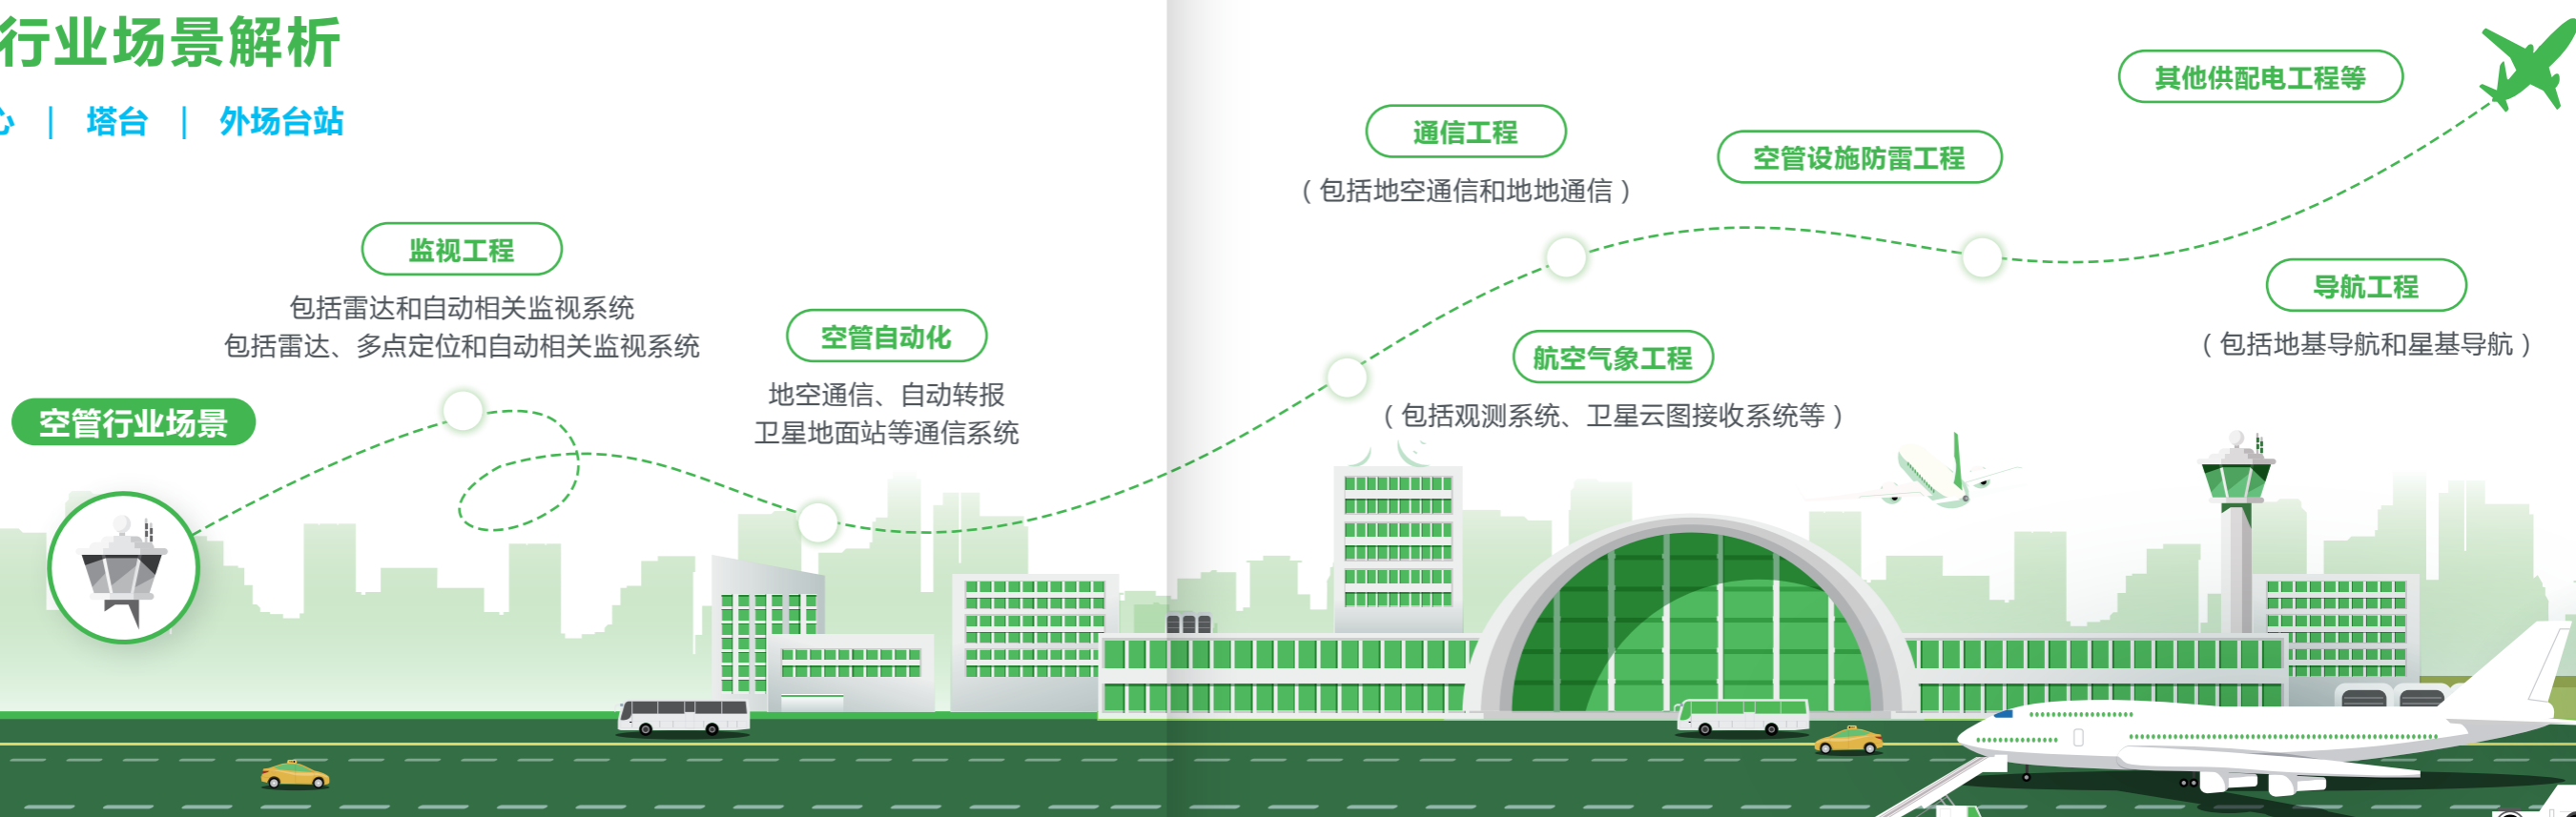 行业场景解析
心 | 塔台 | 外场台站
监视工程
包括雷达和自动相关监视系统
包括雷达、多点定位和自动相关监视系统
空管行业场景
空管自动化
地空通信、自动转报
卫星地面站等通信系统
通信工程
（包括地空通信和地地通信）
空管设施防雷工程
其他供配电工程等
航空气象工程
（包括观测系统、卫星云图接收系统等）
导航工程
（包括地基导航和星基导航）